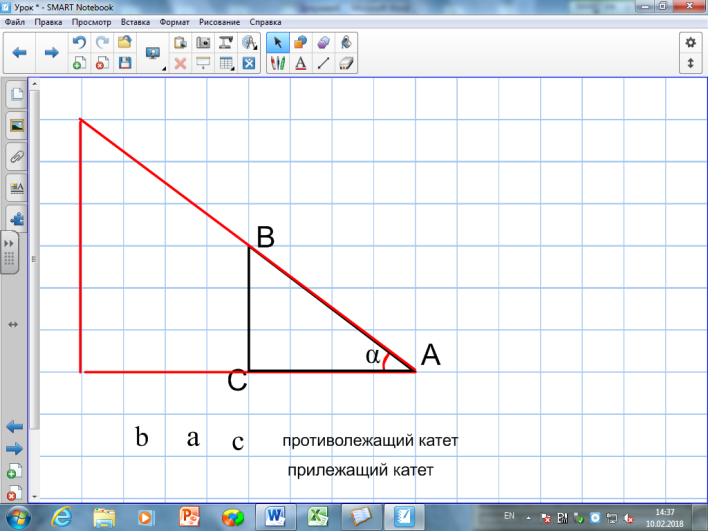 Урок * - SMART Notebook
Файл Правка Просмотр Вставка Формат Рисование Справка
B
α A
C
b a c противолежащий катет
прилежащий катет
EN 14:37
10.02.2018